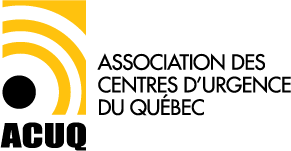 ACUQ
ASSOCIATION DES
CENTRES D'URGENCE
DU QUÉBEC